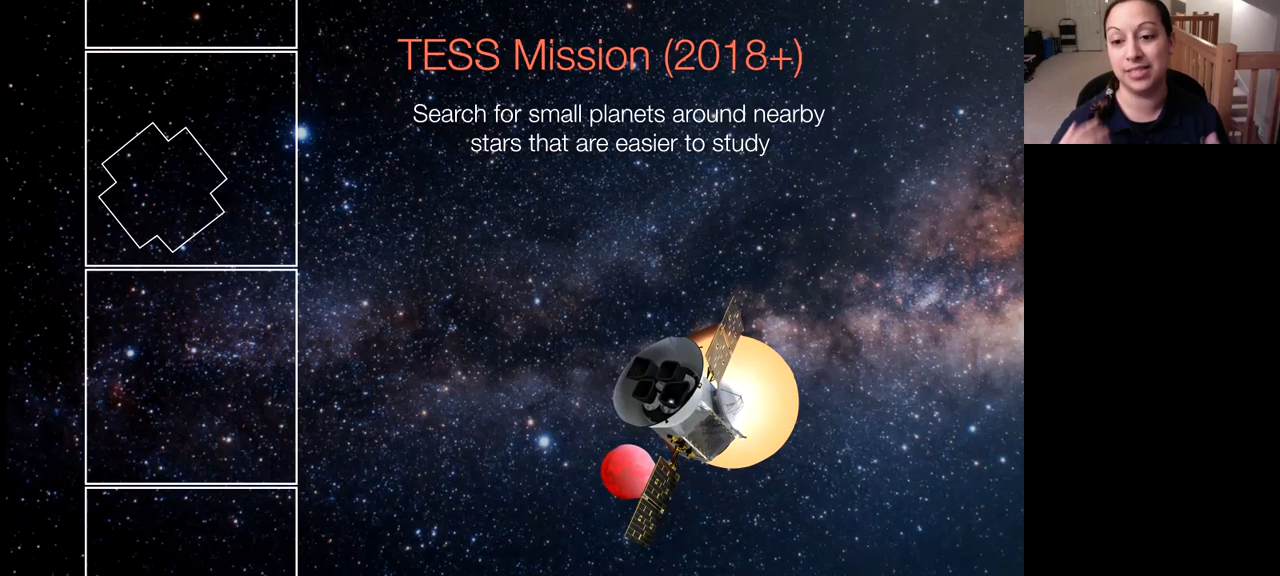 TESS Mission (2018+)
Search for small planets around nearby
stars that are easier to study